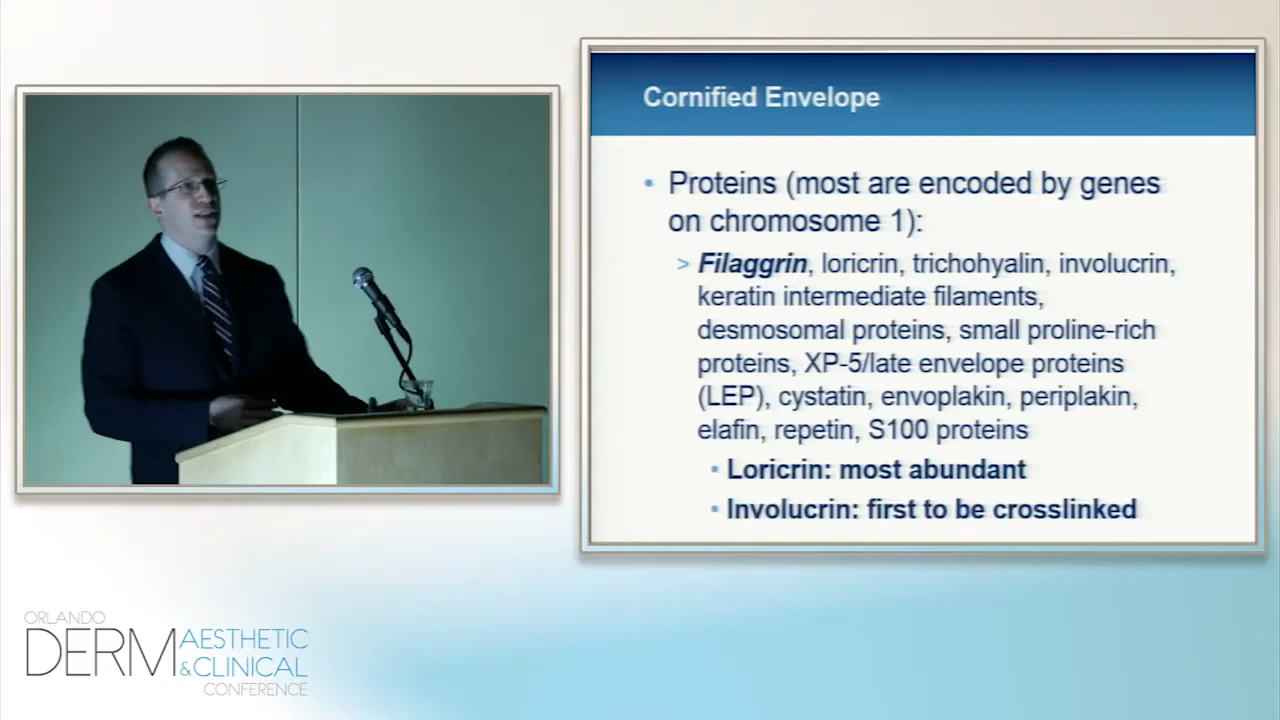 Cornified Envelope
• Proteins (most are encoded by genes
on chromosome 1):
> Filaggrin, loricrin, trichohyalin, involucrin,
keratin intermediate filaments,
desmosomal proteins, small proline-rich
proteins, XP-5/late envelope proteins
(LEP), cystatin, envoplakin, periplakin,
elafin, repetin, S100 proteins
• Loricrin: most abundant
• Involucrin: first to be crosslinked
ORLANDO
DERM AESTHETIC
& CLINICAL
CONFERENCE